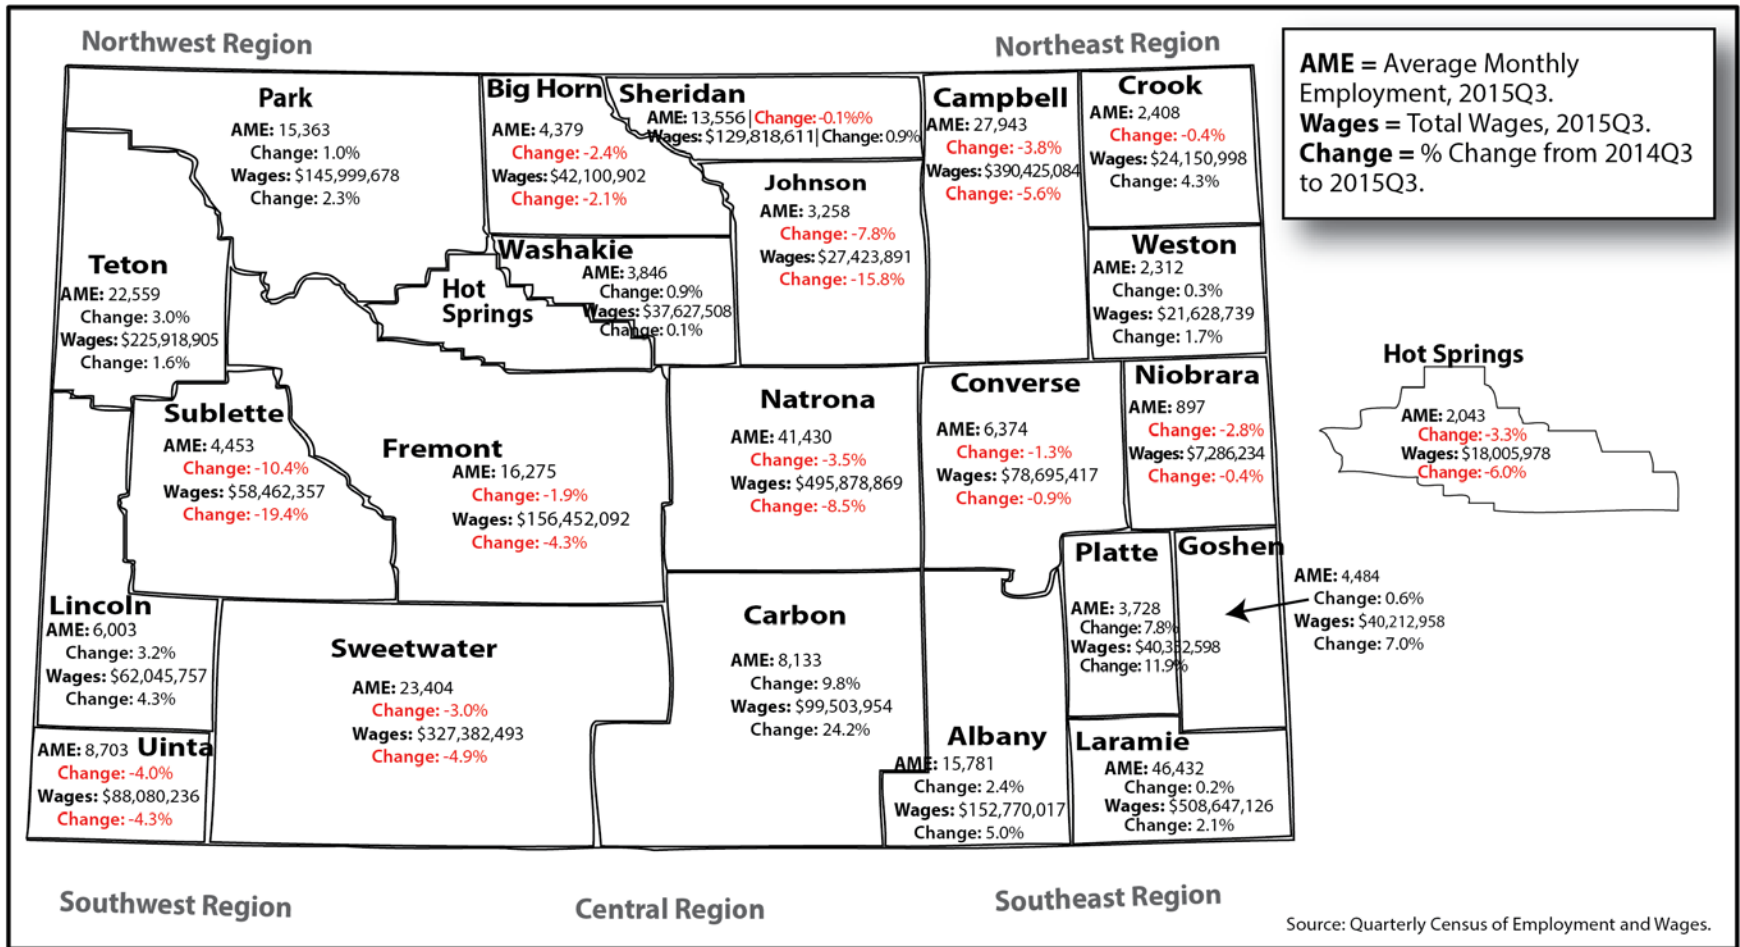 Northwest Region
Northeast Region
AME = Average Monthly
Employment, 2015Q3.
Wages = Total Wages, 2015Q3.
Change = % Change from 2014Q3
to 2015Q3.
Park
AME: 15,363
Change: 1.0%
Wages: $145,999,678
Change: 2.3%
Big Horn
AME: 4,379
Change: -2.4%
Wages: $42,100,902
Change: -2.1%
Sheridan
AME: 13,556 | Change: -0.1%%
Wages: $129,818,611 | Change: 0.9%
Campbell
AME: 27,943
Change: -3.8%
Wages: $390,425,084
Change: -5.6%
Crook
AME: 2,408
Change: -0.4%
Wages: $24,150,998
Change: 4.3%
Johnson
AME: 3,258
Change: -7.8%
Wages: $27,423,891
Change: -15.8%
Teton
AME: 22,559
Change: 3.0%
Wages: $225,918,905
Change: 1.6%
Hot
Springs
Washakie
AME: 3,846
Change: 0.9%
Wages: $37,627,508
Change: 0.1%
Weston
AME: 2,312
Change: 0.3%
Wages: $21,628,739
Change: 1.7%
Hot Springs
AME: 2,043
Change: -3.3%
Wages: $18,005,978
Change: -6.0%
Sublette
AME: 4,453
Change: -10.4%
Wages: $58,462,357
Change: -19.4%
Fremont
AME: 16,275
Change: -1.9%
Wages: $156,452,092
Change: -4.3%
Natrona
AME: 41,430
Change: -3.5%
Wages: $495,878,869
Change: -8.5%
Converse
AME: 6,374
Change: -1.3%
Wages: $78,695,417
Change: -0.9%
Niobrara
AME: 897
Change: -2.8%
Wages: $7,286,234
Change: -0.4%
Platte
AME: 3,728
Change: 7.8%
Wages: $40,332,598
Change: 11.9%
Goshen
AME: 4,484
Change: 0.6%
Wages: $40,212,958
Change: 7.0%
Lincoln
AME: 6,003
Change: 3.2%
Wages: $62,045,757
Change: 4.3%
Sweetwater
AME: 23,404
Change: -3.0%
Wages: $327,382,493
Change: -4.9%
Carbon
AME: 8,133
Change: 9.8%
Wages: $99,503,954
Change: 24.2%
Uinta
AME: 8,703
Change: -4.0%
Wages: $88,080,236
Change: -4.3%
Albany
AME: 15,781
Change: 2.4%
Wages: $152,770,017
Change: 5.0%
Laramie
AME: 46,432
Change: 0.2%
Wages: $508,647,126
Change: 2.1%
Southwest Region
Central Region
Southeast Region
Source: Quarterly Census of Employment and Wages.